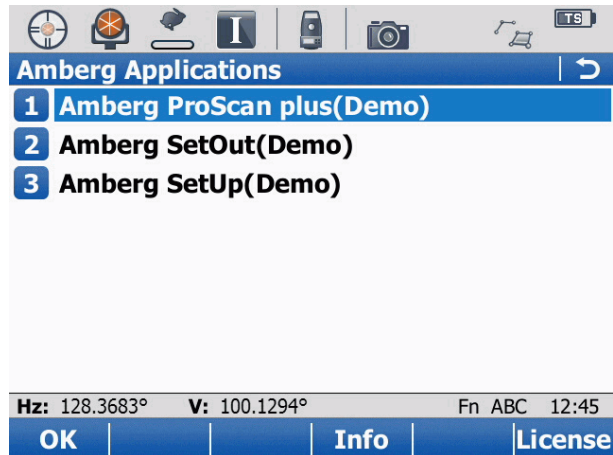 I
TS
Amberg Applications
1 Amberg ProScan plus(Demo)
2 Amberg SetOut(Demo)
3 Amberg SetUp(Demo)
Hz: 128.3683° V: 100.1294° Fn ABC 12:45
OK Info License